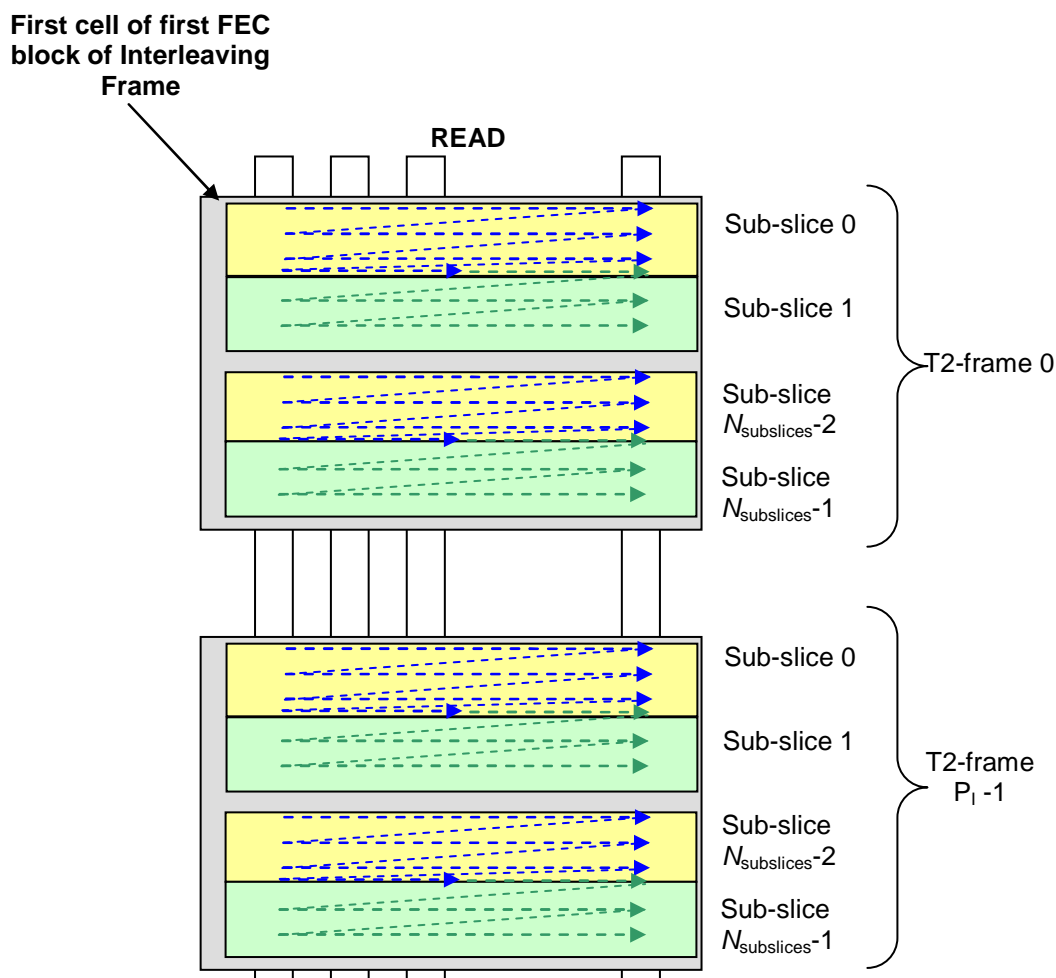 First cell of first FEC
block of Interleaving
Frame
READ
Sub-slice 0
Sub-slice 1
Sub-slice
Nsubslices-2
Sub-slice
Nsubslices-1
T2-frame 0
Sub-slice 0
Sub-slice 1
Sub-slice
Nsubslices-2
Sub-slice
Nsubslices-1
T2-frame
PI -1